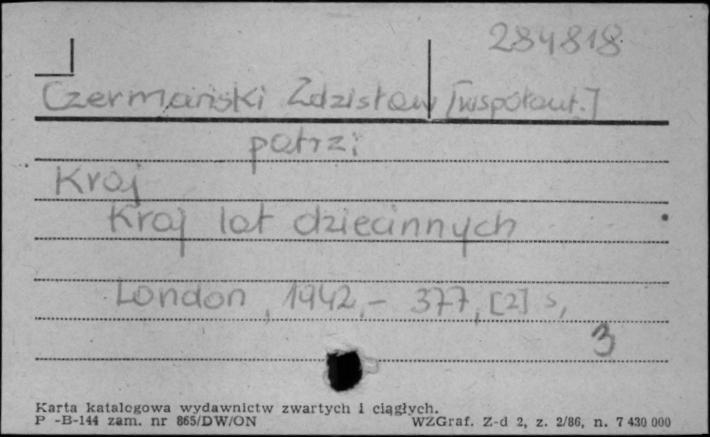 284818
Czermański Zdzisław [współaut.]
patrz:
Kraj
Kraj lat dziecinnych
London, 1942.- 377, [2] s,
3
Karta katalogowa wydawnictw zwartych i ciągłych.
P -B-144 zam. nr 865/DW/ON WZGraf. Z-d 2, z. 2/86, n. 7 430 000